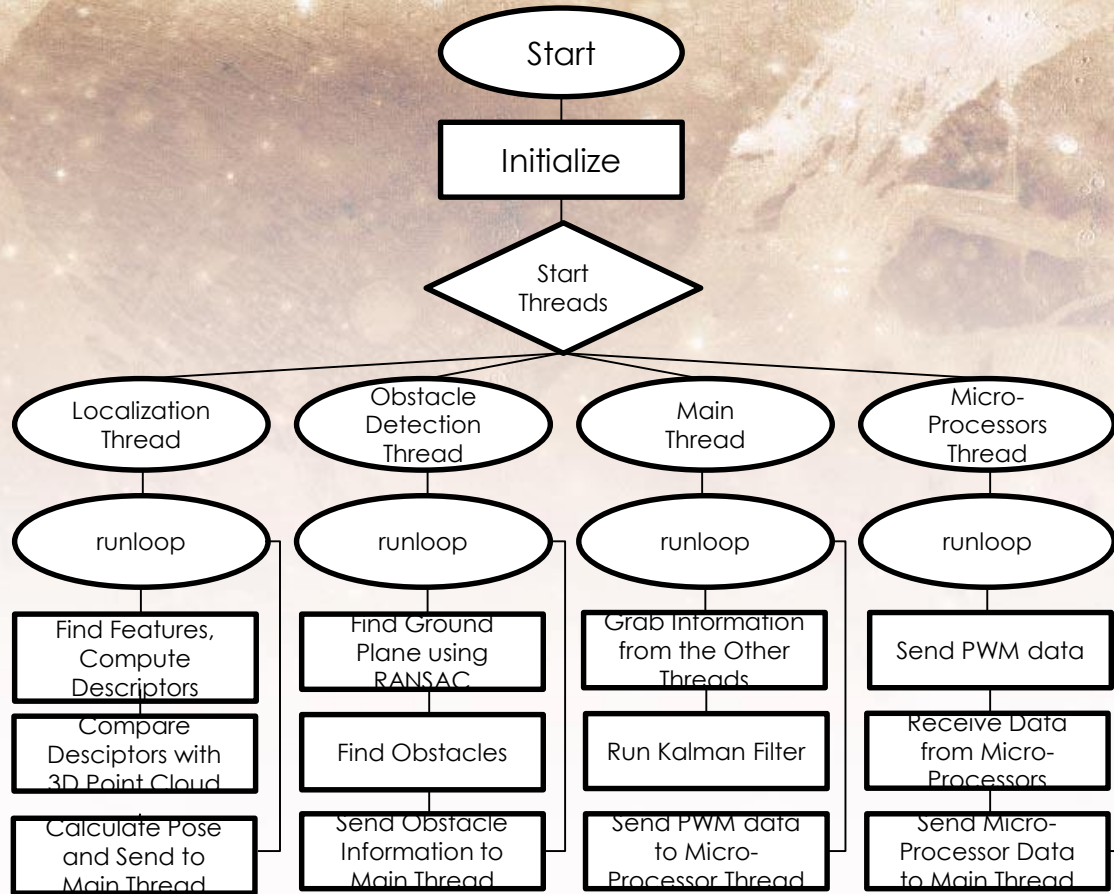 Start
Initialize
Start
Threads
Localization
Thread
Obstacle
Detection
Thread
Main
Thread
Micro-
Processors
Thread
runloop
runloop
runloop
runloop
Find Features,
Compute
Descriptors
Find Ground
Plane using
RANSAC
Grab Information
from the Other
Threads
Send PWM data
Compare
Desciptors with
3D Point Cloud
Find Obstacles
Run Kalman Filter
Receive Data
from Micro-
Processors
Calculate Pose
and Send to
Main Thread
Send Obstacle
Information to
Main Thread
Send PWM data
to Micro-
Processor Thread
Send Micro-
Processor Data
to Main Thread